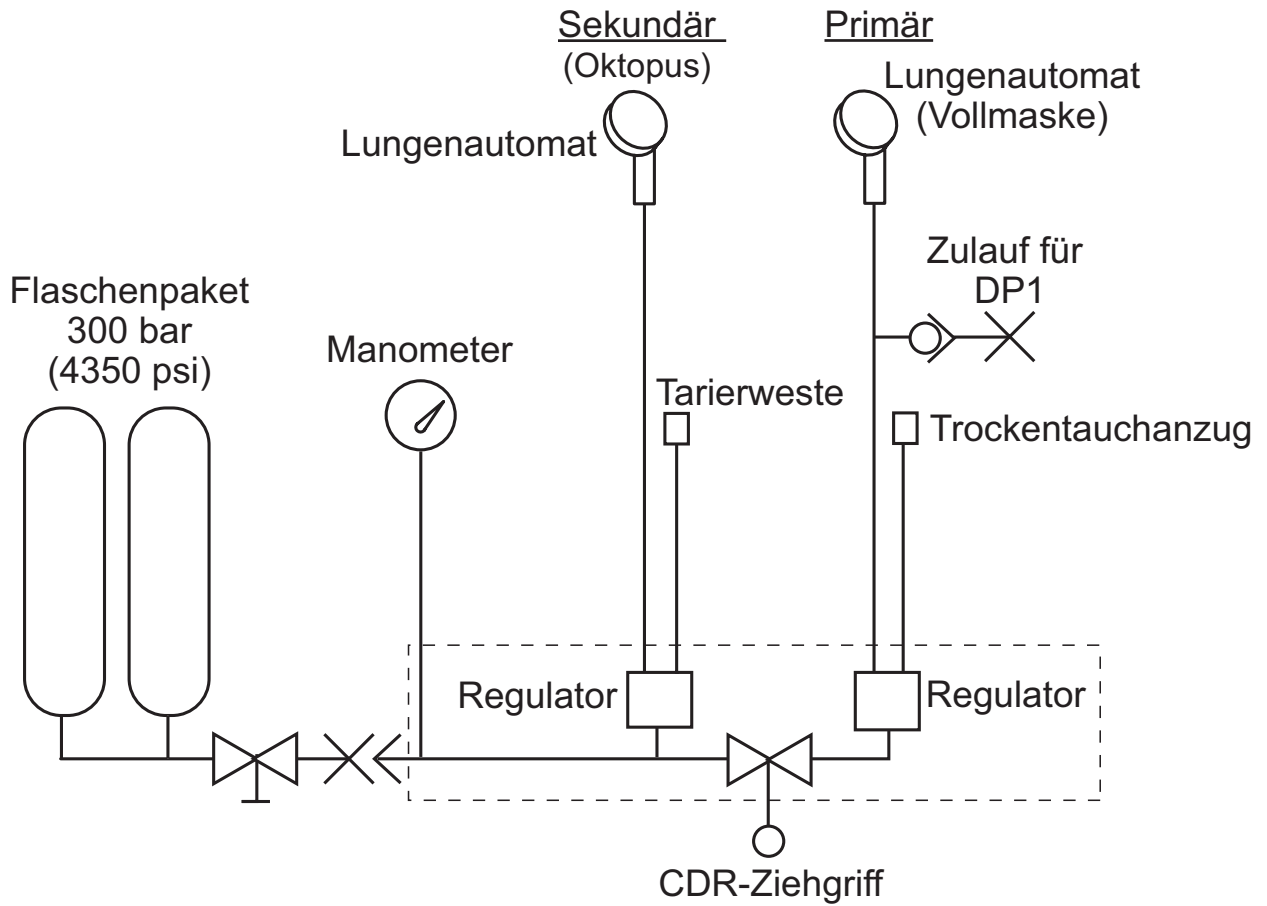 Sekundär
(Oktopus)
Primär
Lungenautomat
(Vollmaske)
Lungenautomat
Zulauf für
DP1
Flaschenpaket
300 bar
(4350 psi)
Manometer
Tarierweste
Trockentauchanzug
Regulator
Regulator
CDR-Ziehgriff